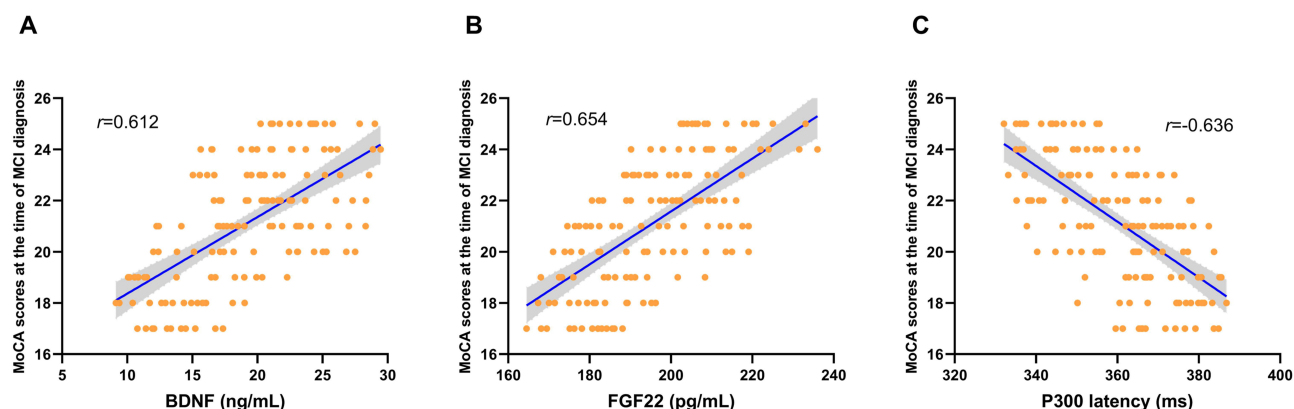 A
MoCA scores at the time of MCI diagnosis
26
24
22
20
18
16
r=0.612
5
10
15
20
25
30
BDNF (ng/mL)
B
MoCA scores at the time of MCI diagnosis
26
24
22
20
18
16
r=0.654
160
180
200
220
240
FGF22 (pg/mL)
C
MoCA scores at the time of MCI diagnosis
26
24
22
20
18
16
r=-0.636
320
340
360
380
400
P300 latency (ms)